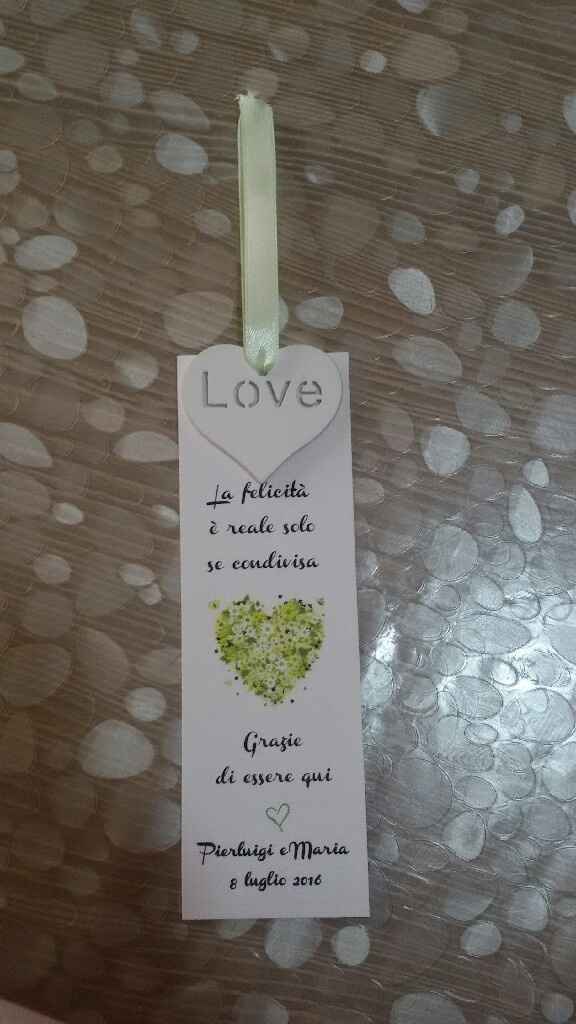 Love
La felicità
è reale solo
se condivisa
Grazie
di essere qui
Pierluigi e Maria
8 luglio 2016